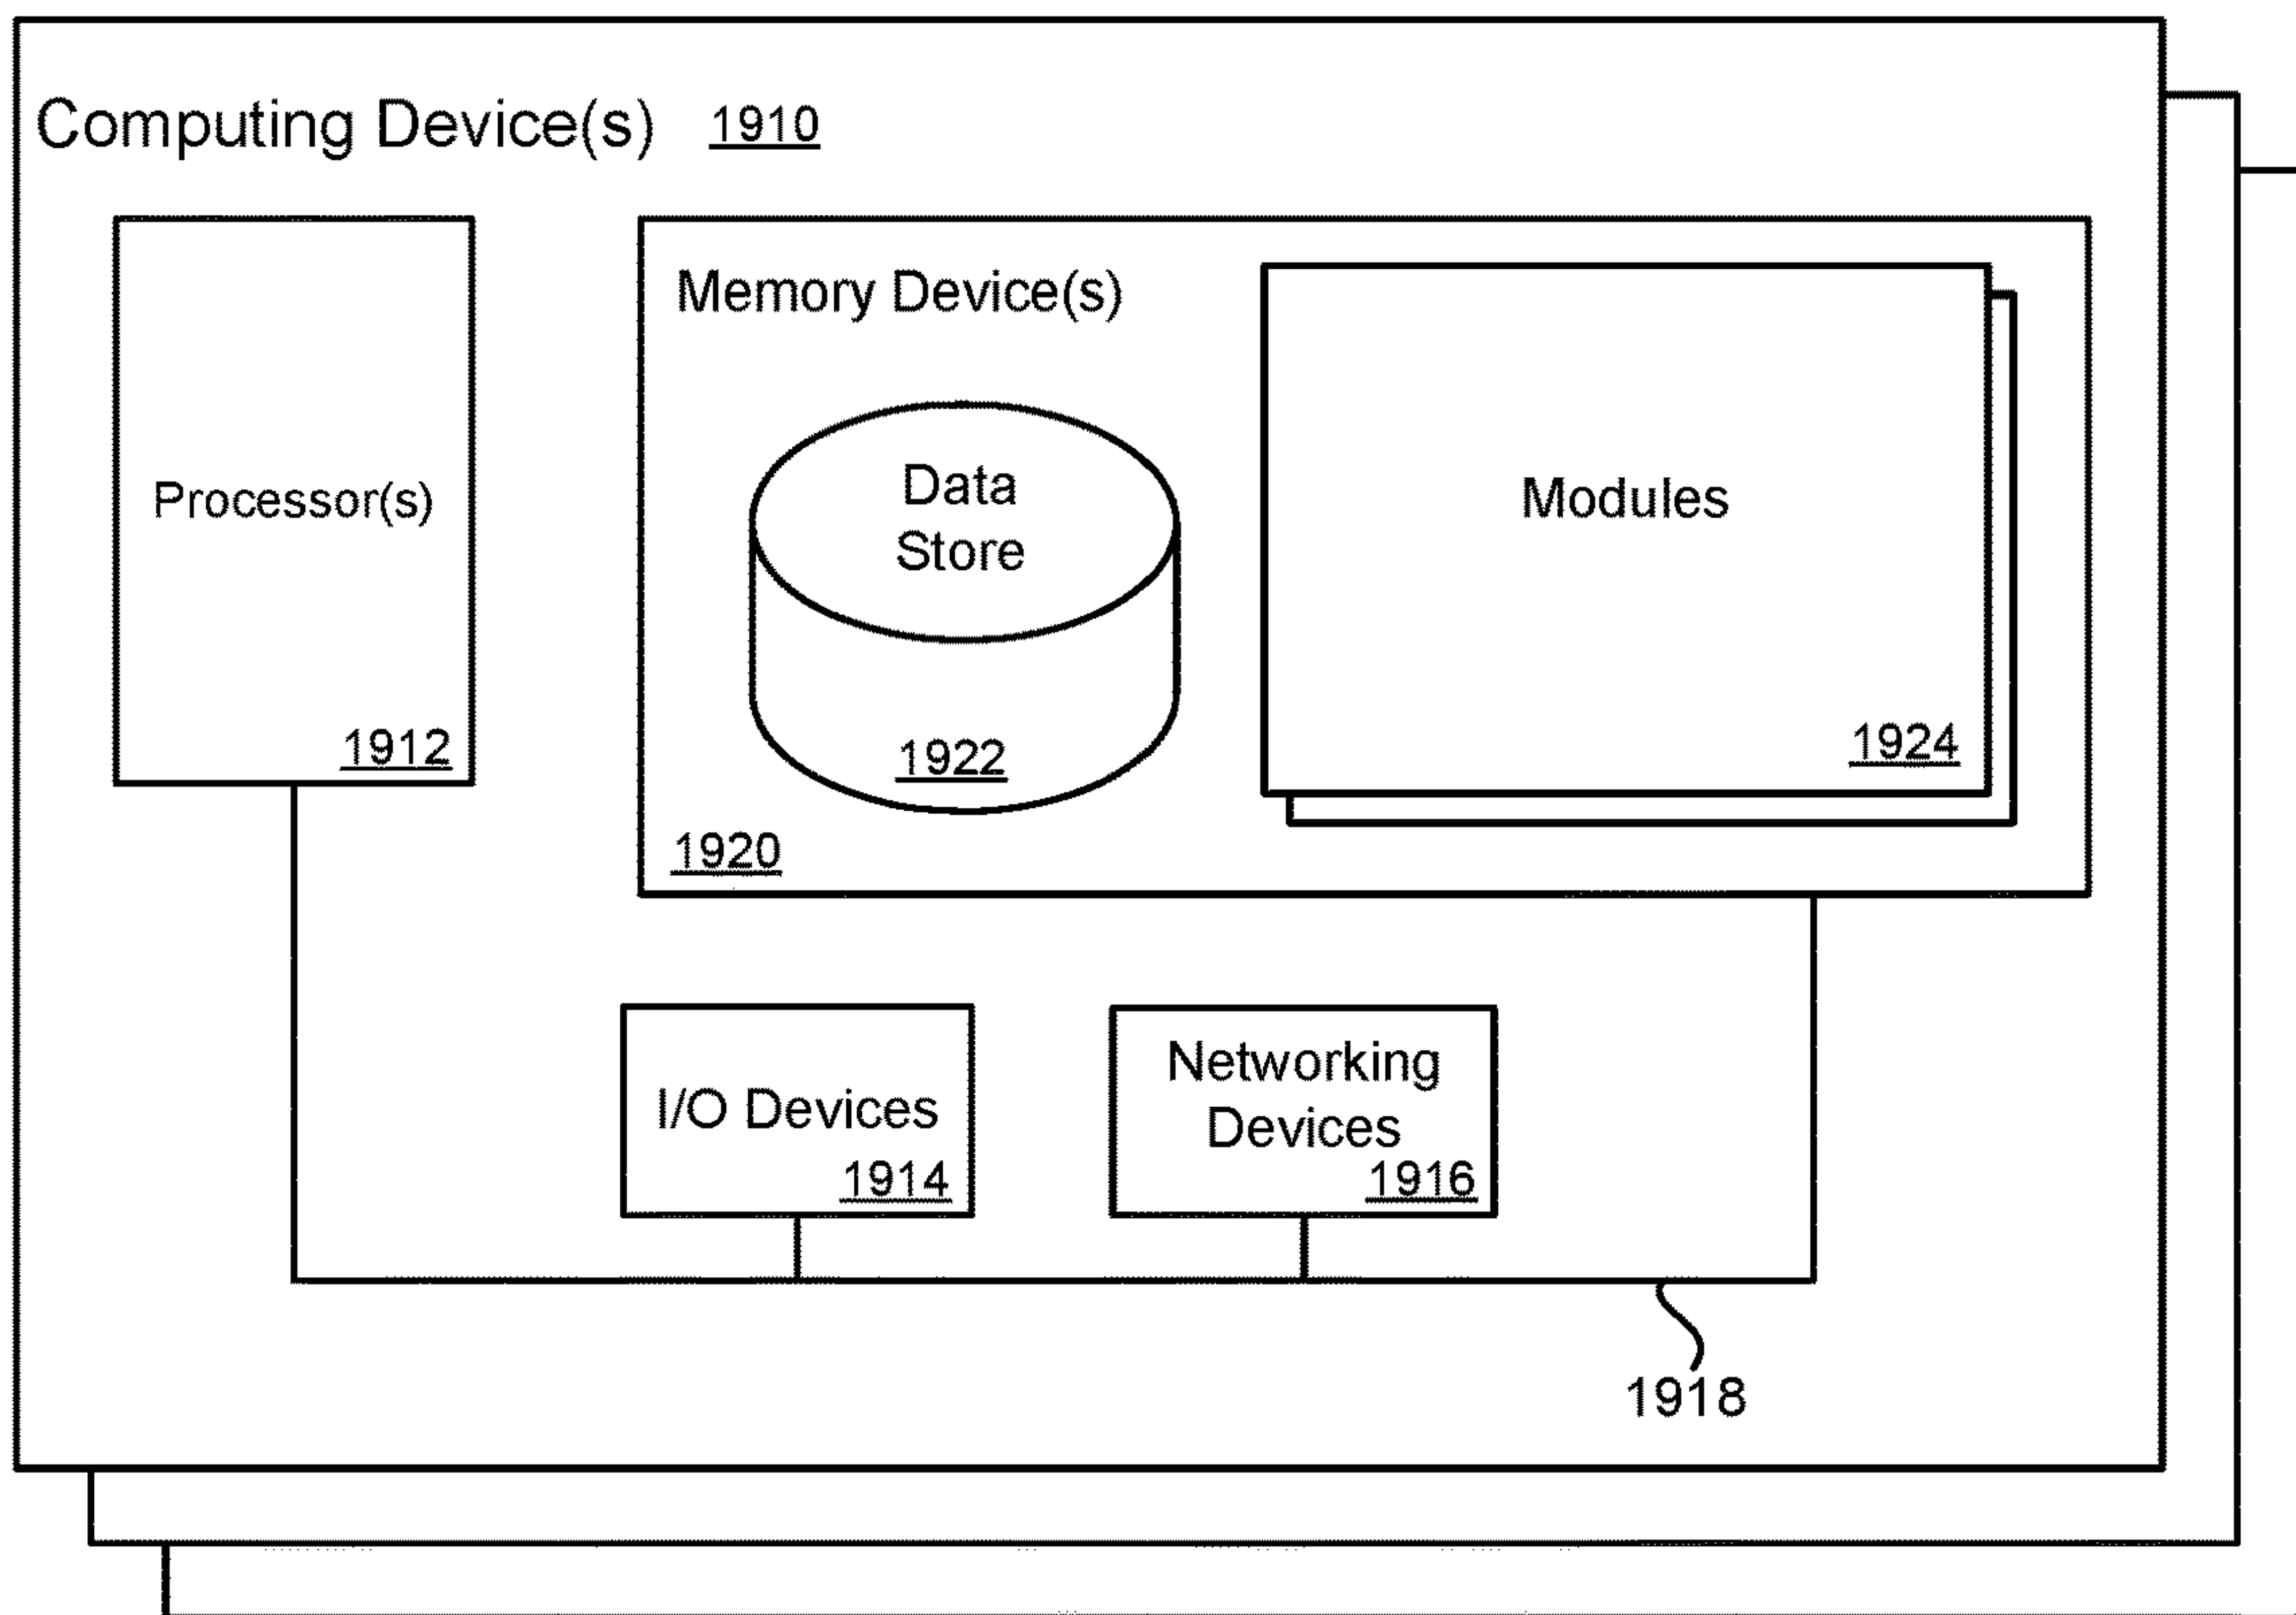 Computing Device(s) 1910
Memory Device(s)
Data
Store
Processor(s)
Modules
1912
1922
1924
1920
Networking
I/O Devices
Devices
1914
1916
1918